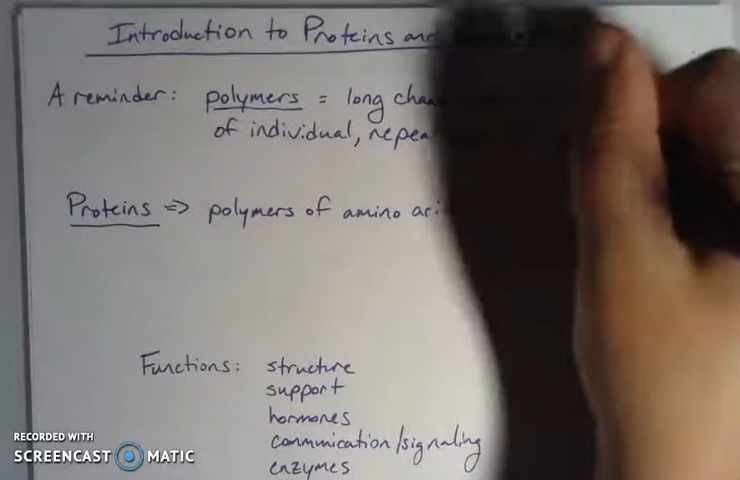 Introduction to Proteins and
A reminder: polymers = long
of individual,
Proteins => polymers of amino
Functions: structure
support
hormones
communication/signaling
enzymes
RECORDED WITH
SCREENCAST MATIC